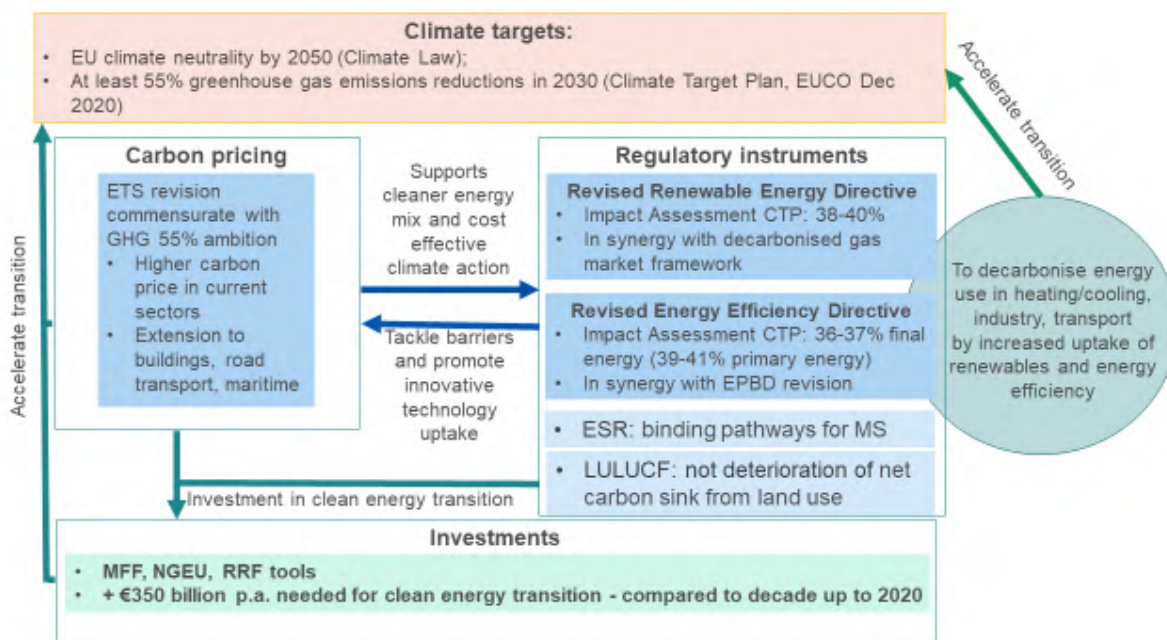 Climate targets:
• EU climate neutrality by 2050 (Climate Law);
• At least 55% greenhouse gas emissions reductions in 2030 (Climate Target Plan, EUCO Dec
2020)
Accelerate transition
Carbon pricing
ETS revision
commensurate with
GHG 55% ambition
• Higher carbon
price in current
sectors
• Extension to
buildings, road
transport, maritime
Supports
cleaner energy
mix and cost
effective
climate action
Tackle barriers
and promote
innovative
technology
uptake
Regulatory instruments
Revised Renewable Energy Directive
• Impact Assessment CTP: 38-40%
• In synergy with decarbonised gas
market framework
Revised Energy Efficiency Directive
• Impact Assessment CTP: 36-37% final
energy (39-41% primary energy)
• In synergy with EPBD revision
• ESR: binding pathways for MS
• LULUCF: not deterioration of net
carbon sink from land use
To decarbonise energy
use in heating/cooling,
industry, transport
by increased uptake of
renewables and energy
efficiency
Accelerate transition
Investment in clean energy transition
Investments
• MFF, NGEU, RRF tools
• + €350 billion p.a. needed for clean energy transition - compared to decade up to 2020